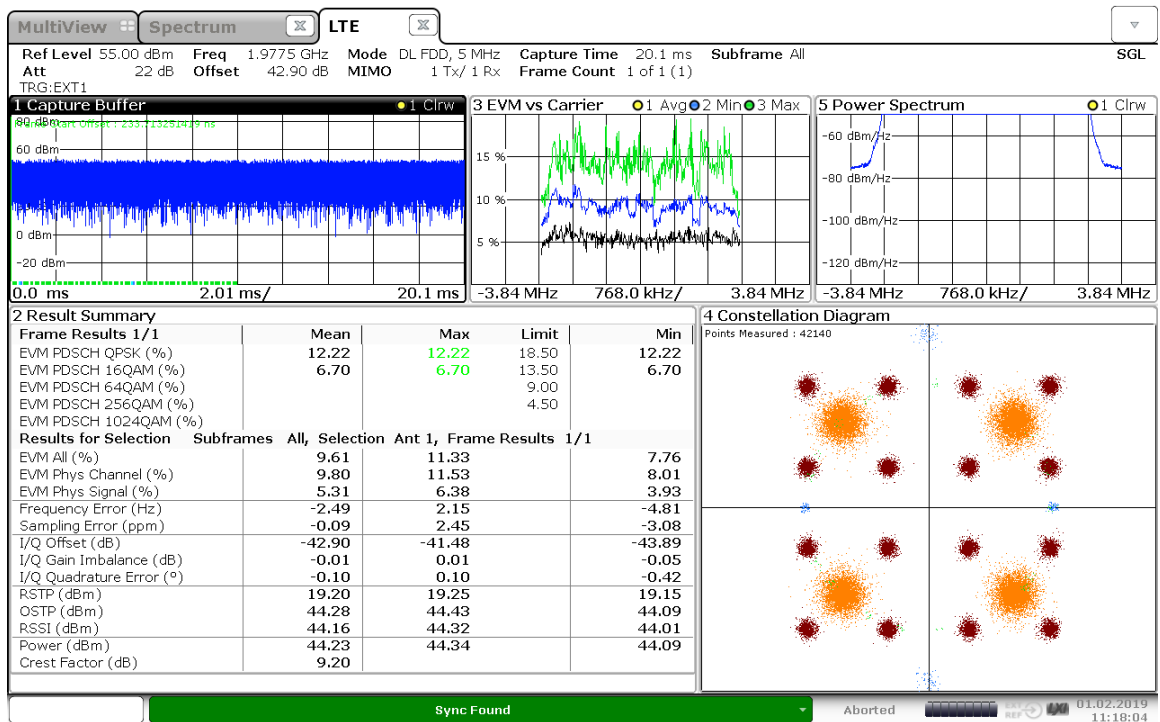 MultiView Spectrum X LTE X
Ref Level 55.00 dBm Freq 1.9775 GHz Mode DL FDD, 5 MHz Capture Time 20.1 ms Subframe All SGL
Att 22 dB Offset 42.90 dB MIMO 1 Tx/ 1 Rx Frame Count 1 of 1 (1)
TRG:EXT1
1 Capture Buffer 1 Clrw
80 dBm
Frame Start Offset : 233.713251419 ns
60 dBm
0 dBm
-20 dBm
0.0 ms 2.01 ms/ 20.1 ms
3 EVM vs Carrier 1 Avg 2 Min 3 Max
15 %
10 %
5 %
-3.84 MHz 768.0 kHz/ 3.84 MHz
5 Power Spectrum 1 Clrw
-60 dBm/Hz
-80 dBm/Hz
-100 dBm/Hz
-120 dBm/Hz
-3.84 MHz 768.0 kHz/ 3.84 MHz
2 Result Summary
Frame Results 1/1 Mean Max Limit Min
EVM PDSCH QPSK (%) 12.22 12.22 18.50 12.22
EVM PDSCH 16QAM (%) 6.70 6.70 13.50 6.70
EVM PDSCH 64QAM (%) 9.00
EVM PDSCH 256QAM (%) 4.50
EVM PDSCH 1024QAM (%)
Results for Selection Subframes All, Selection Ant 1, Frame Results 1/1
EVM All (%) 9.61 11.33 7.76
EVM Phys Channel (%) 9.80 11.53 8.01
EVM Phys Signal (%) 5.31 6.38 3.93
Frequency Error (Hz) -2.49 2.15 -4.81
Sampling Error (ppm) -0.09 2.45 -3.08
I/Q Offset (dB) -42.90 -41.48 -43.89
I/Q Gain Imbalance (dB) -0.01 0.01 -0.05
I/Q Quadrature Error (º) -0.10 0.10 -0.42
RSTP (dBm) 19.20 19.25 19.15
OSTP (dBm) 44.28 44.43 44.09
RSSI (dBm) 44.16 44.32 44.01
Power (dBm) 44.23 44.34 44.09
Crest Factor (dB) 9.20
4 Constellation Diagram
Points Measured : 42140
Sync Found Aborted EXT REF LXI 01.02.2019
11:18:04